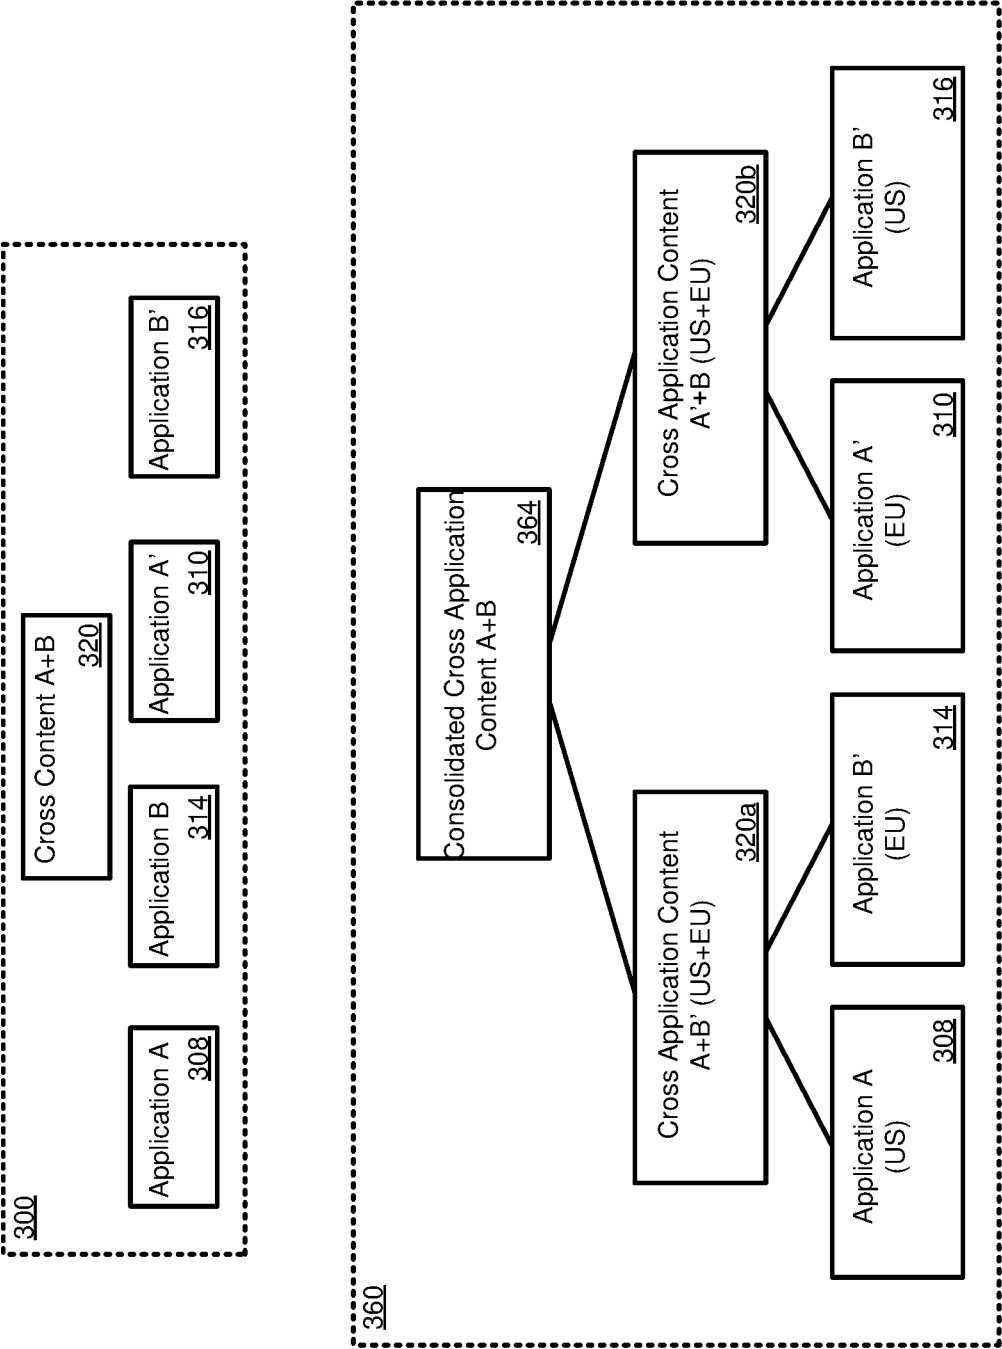 300
Cross Content A+B
320
Application A
308
Application B
314
Application A'
310
Application B'
316
360
Consolidated Cross Application
Content A+B
364
Cross Application Content
A+B' (US+EU)
320a
Cross Application Content
A'+B (US+EU)
320b
Application A
(US)
308
Application B'
(EU)
314
Application A'
(EU)
310
Application B'
(US)
316